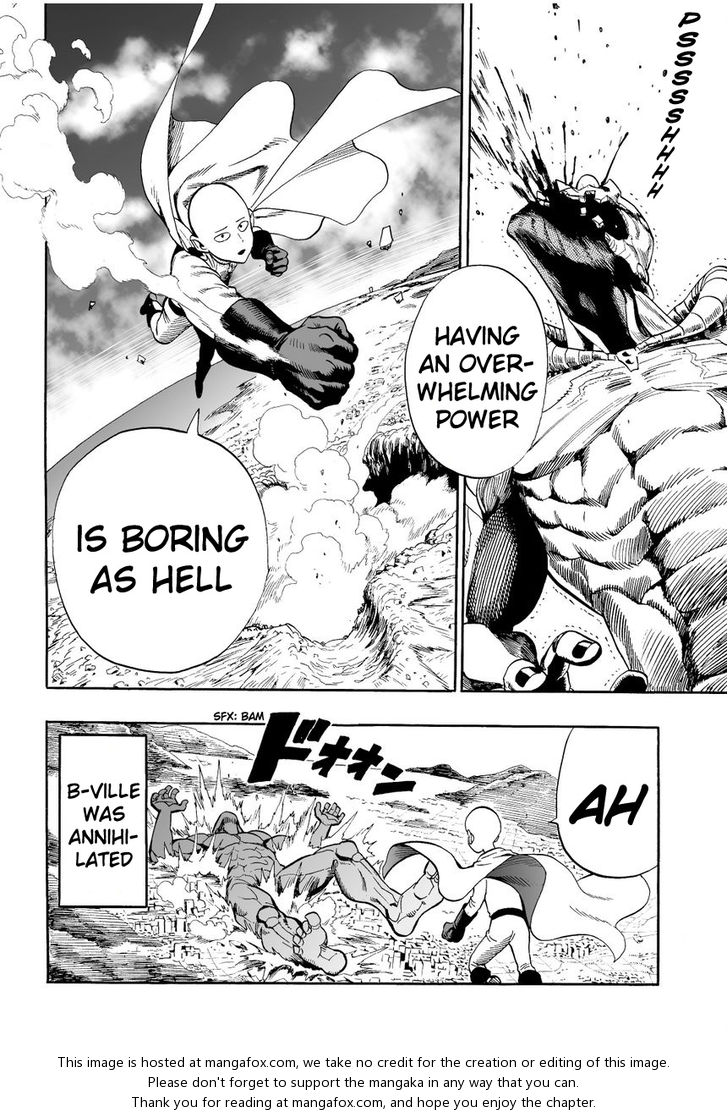 PSSSSSHHHH
HAVING
AN OVER-
WHELMING
POWER
IS BORING
AS HELL
SFX: BAM
ドオオン
AH
B-VILLE
WAS
ANNIHI-
LATED
This image is hosted at mangafox.com, we take no credit for the creation or editing of this image.
Please don't forget to support the mangaka in any way that you can.
Thank you for reading at mangafox.com, and hope you enjoy the chapter.